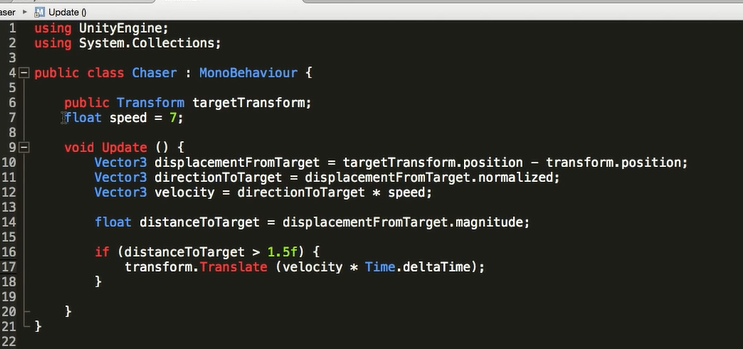 aser ▸ Update ()
1 using UnityEngine;
2 using System.Collections;
3
4 public class Chaser : MonoBehaviour {
5
6 public Transform targetTransform;
7 float speed = 7;
8
9 void Update () {
10 Vector3 displacementFromTarget = targetTransform.position - transform.position;
11 Vector3 directionToTarget = displacementFromTarget.normalized;
12 Vector3 velocity = directionToTarget * speed;
13
14 float distanceToTarget = displacementFromTarget.magnitude;
15
16 if (distanceToTarget > 1.5f) {
17 transform.Translate (velocity * Time.deltaTime);
18 }
19
20 }
21 }
22